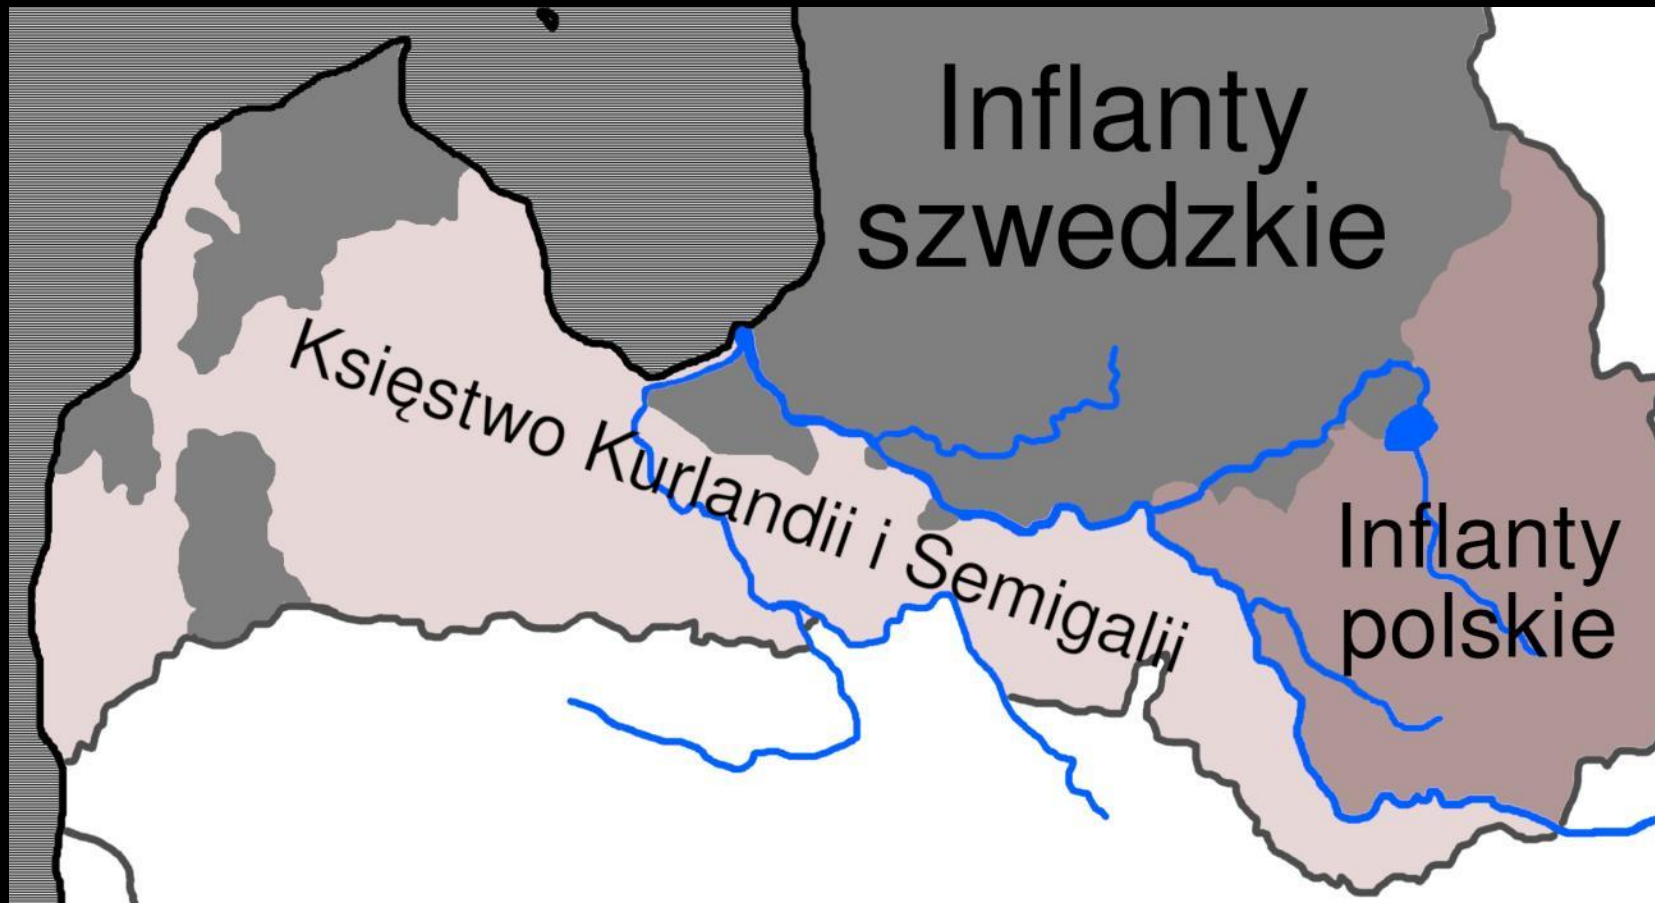 Inflanty
szwedzkie
Księstwo Kurlandii i Semigalii
Inflanty
polskie